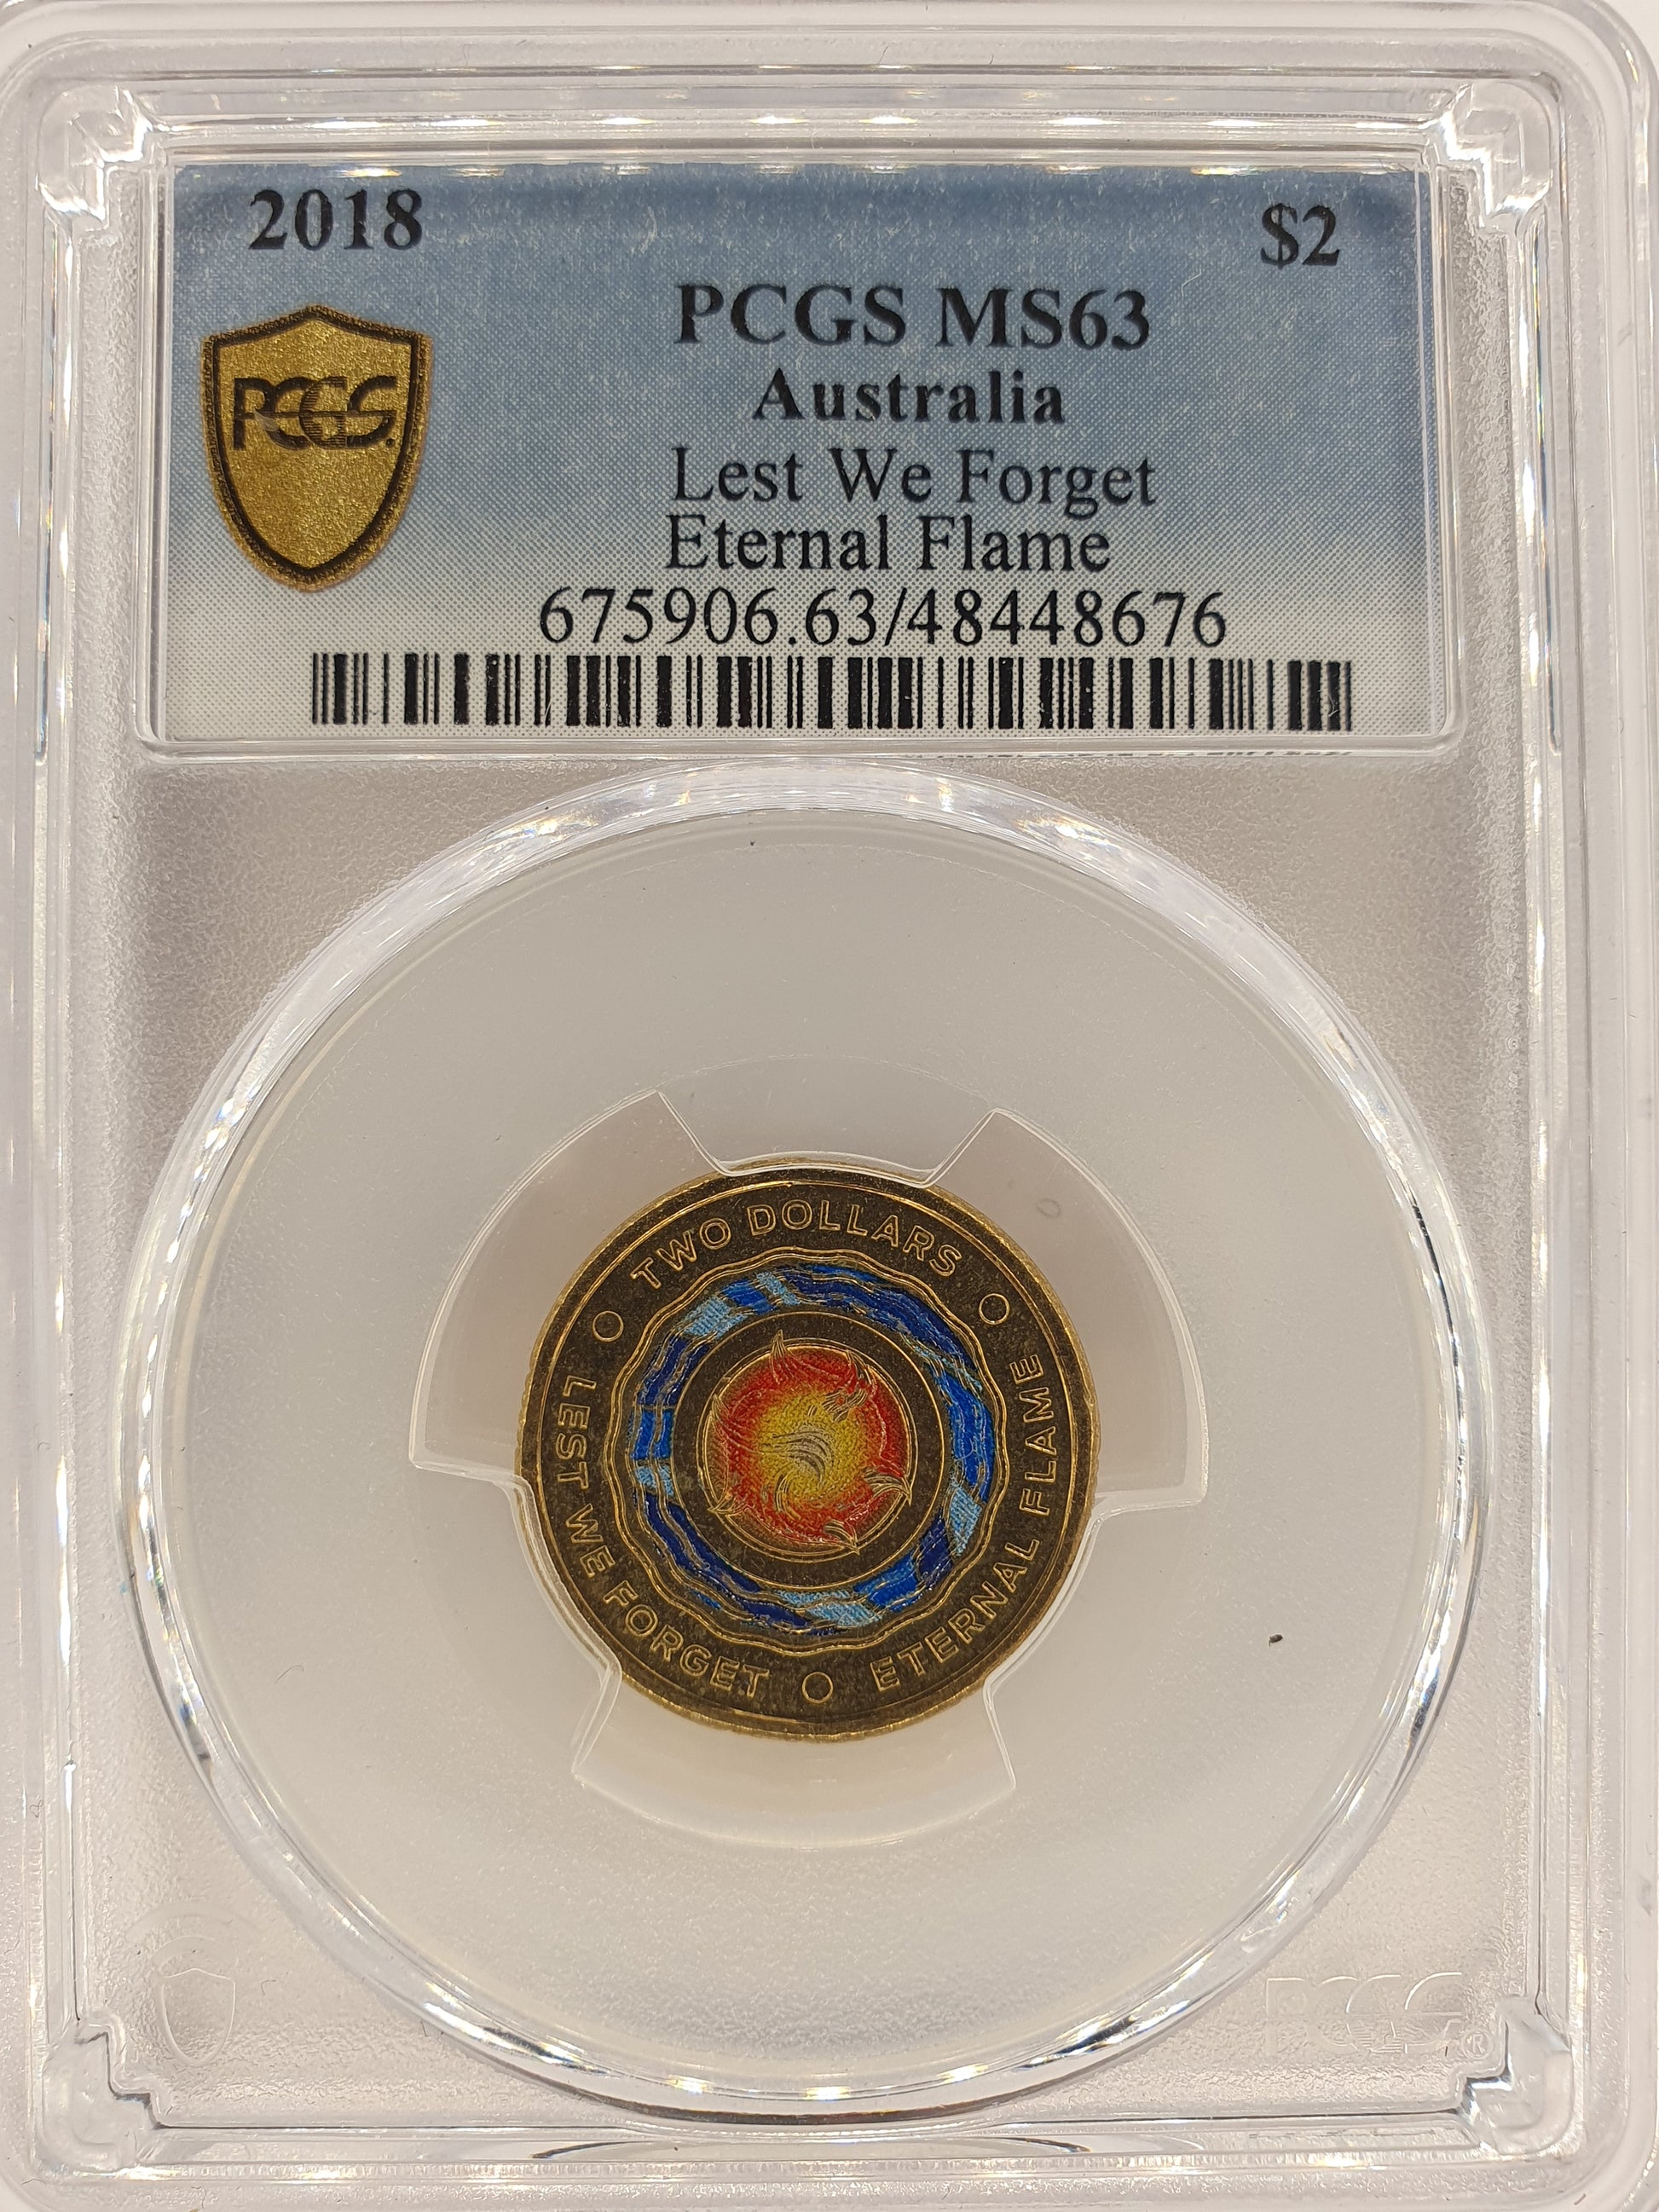 2018 $2
PCGS MS63
PCGS
Australia
Lest We Forget
Eternal Flame
675906.63/48448676
TWO DOLLARS
LEST WE FORGET
ETERNAL FLAME
PCGS®